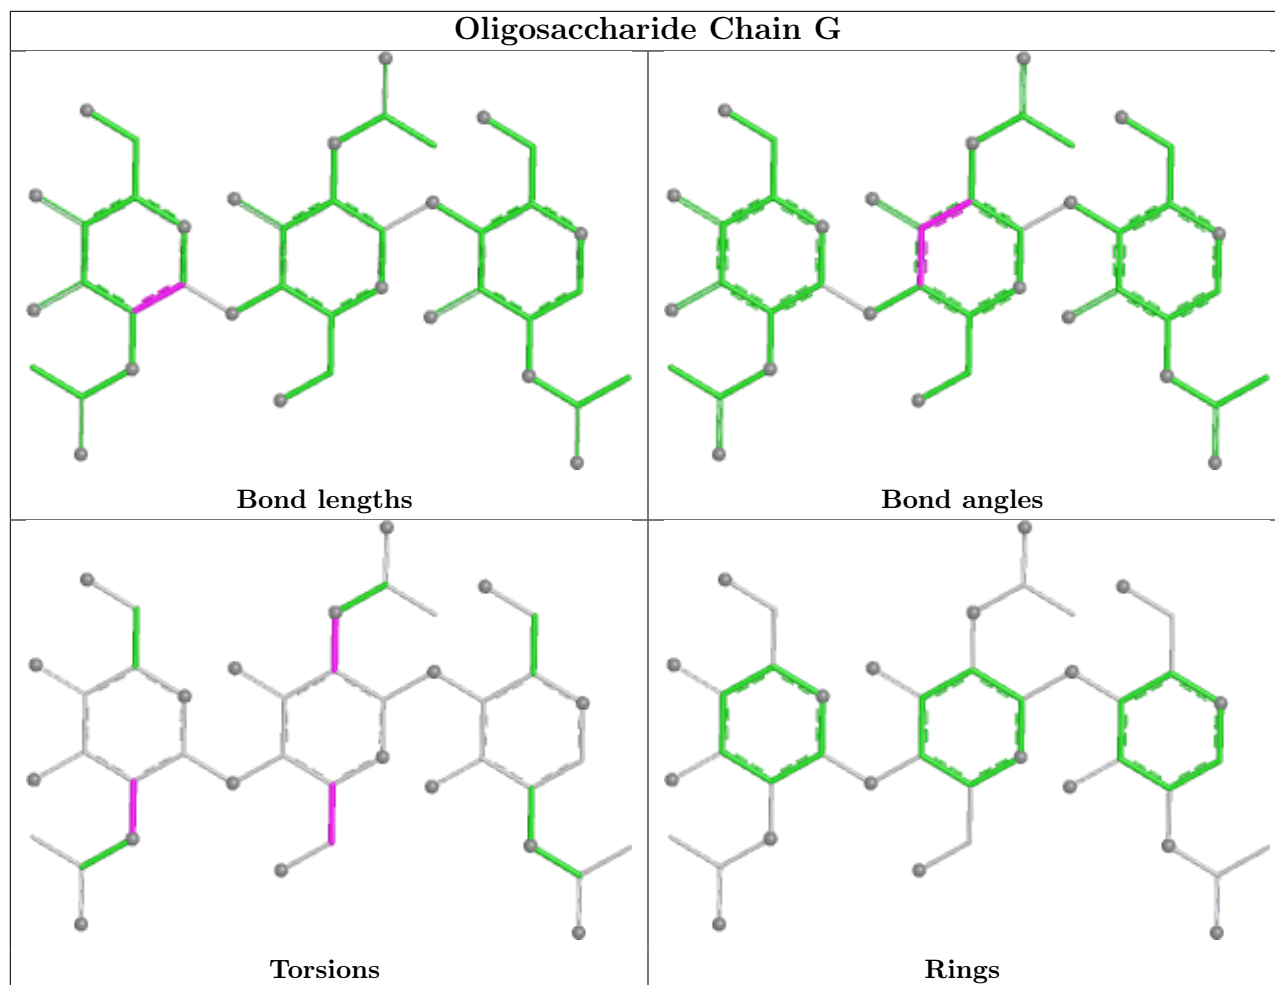 Oligosaccharide Chain G
Bond lengths
Bond angles
Torsions
Rings